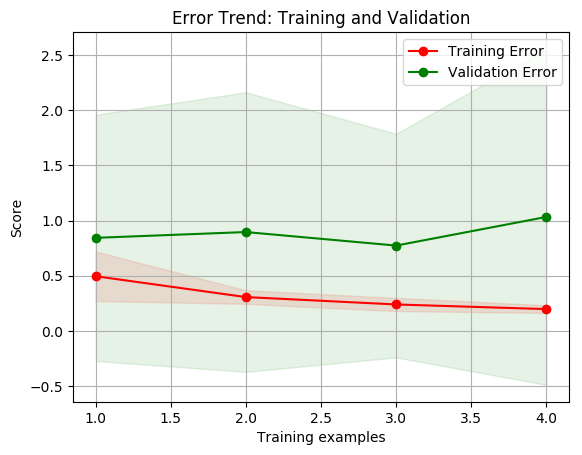 Error Trend: Training and Validation
Training Error
Validation Error
Score
2.5
2.0
1.5
1.0
0.5
0.0
−0.5
1.0 1.5 2.0 2.5 3.0 3.5 4.0
Training examples